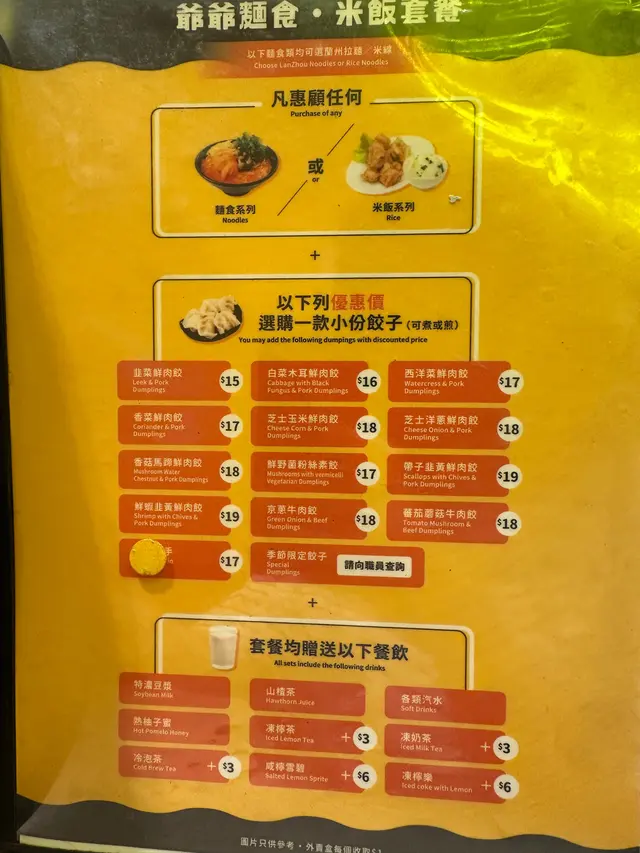 爺爺麵食・米飯套餐
以下麵食類均可選蘭州拉麵／米線
Choose LanZhou Noodles or Rice Noodles
凡惠顧任何
Purchase of any
或
or
麵食系列
Noodles
米飯系列
Rice
+
以下列優惠價
選購一款小份餃子（可煮或煎）
You may add the following dumpings with discounted price
韭菜鮮肉餃
Leek & Pork
Dumplings
$15
白菜木耳鮮肉餃
Cabbage with Black
Fungus & Pork Dumplings
$16
西洋菜鮮肉餃
Watercress & Pork
Dumplings
$17
香菜鮮肉餃
Coriander & Pork
Dumplings
$17
芝士玉米鮮肉餃
Cheese Corn & Pork
Dumplings
$18
芝士洋蔥鮮肉餃
Cheese Onion & Pork
Dumplings
$18
香菇馬蹄鮮肉餃
Mushroom Water
Chestnut & Pork Dumplings
$18
鮮野菌粉絲素餃
Mushrooms with vermicelli
Vegetarian Dumplings
$17
帶子韭黃鮮肉餃
Scallops with Chives &
Pork Dumplings
$19
鮮蝦韭黃鮮肉餃
Shrimp with Chives &
Pork Dumplings
$19
京蔥牛肉餃
Green Onion & Beef
Dumplings
$18
蕃茄蘑菇牛肉餃
Tomato Mushroom &
Beef Dumplings
$18
手
$17
季節限定餃子
Special
Dumplings
請向職員查詢
+
套餐均贈送以下餐飲
All sets include the following drinks
特濃豆漿
Soybean Milk
山楂茶
Hawthorn Juice
各類汽水
Soft Drinks
熱柚子蜜
Hot Pomelo Honey
凍檸茶
Iced Lemon Tea
+$3
凍奶茶
Iced Milk Tea
+$3
冷泡茶
Cold Brew Tea
+$3
咸檸雪碧
Salted Lemon Sprite
+$6
凍檸樂
Iced coke with Lemon
+$6
圖片只供參考・外賣盒每個收取$1